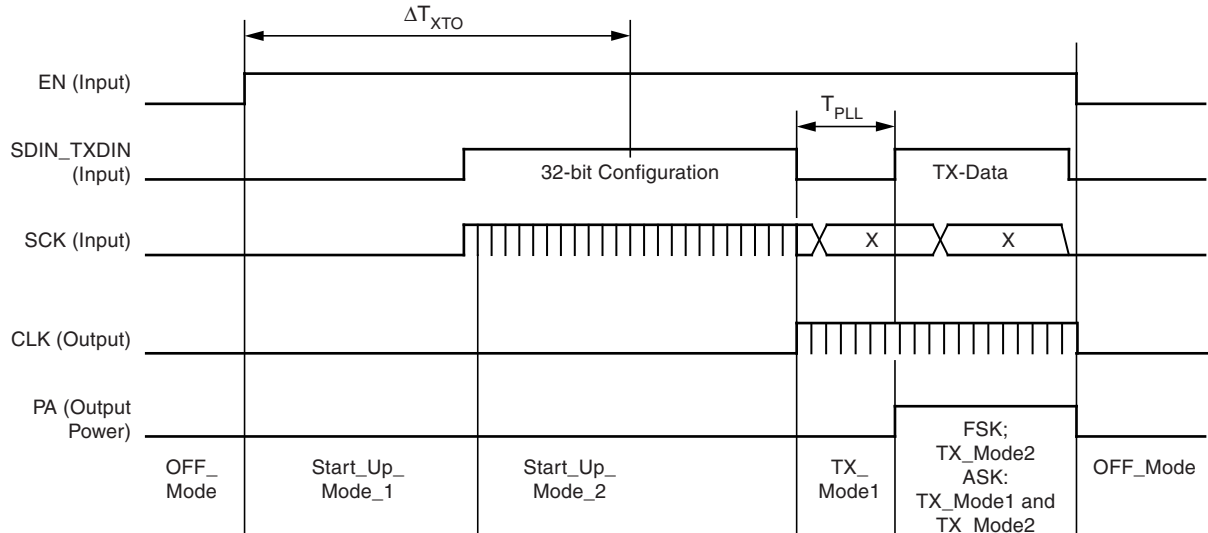 ΔT_XTO
EN (Input)
T_PLL
SDIN_TXDIN
(Input)
32-bit Configuration
TX-Data
SCK (Input)
X
X
CLK (Output)
PA (Output
Power)
OFF_
Mode
Start_Up_
Mode_1
Start_Up_
Mode_2
TX_
Mode1
FSK;
TX_Mode2
ASK:
TX_Mode1 and
TX_Mode2
OFF_Mode